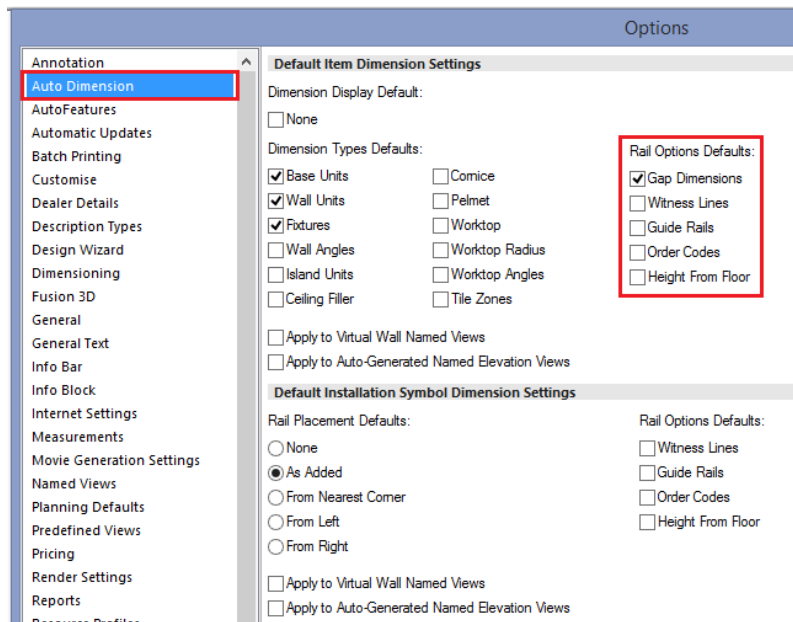 Options
Annotation
Auto Dimension
AutoFeatures
Automatic Updates
Batch Printing
Customise
Dealer Details
Description Types
Design Wizard
Dimensioning
Fusion 3D
General
General Text
Info Bar
Info Block
Internet Settings
Measurements
Movie Generation Settings
Named Views
Planning Defaults
Predefined Views
Pricing
Render Settings
Reports
Resource Profiles
Default Item Dimension Settings
Dimension Display Default:
None
Dimension Types Defaults:
Base Units
Wall Units
Fixtures
Wall Angles
Island Units
Ceiling Filler
Cornice
Pelmet
Worktop
Worktop Radius
Worktop Angles
Tile Zones
Rail Options Defaults:
Gap Dimensions
Witness Lines
Guide Rails
Order Codes
Height From Floor
Apply to Virtual Wall Named Views
Apply to Auto-Generated Named Elevation Views
Default Installation Symbol Dimension Settings
Rail Placement Defaults:
None
As Added
From Nearest Corner
From Left
From Right
Rail Options Defaults:
Witness Lines
Guide Rails
Order Codes
Height From Floor
Apply to Virtual Wall Named Views
Apply to Auto-Generated Named Elevation Views